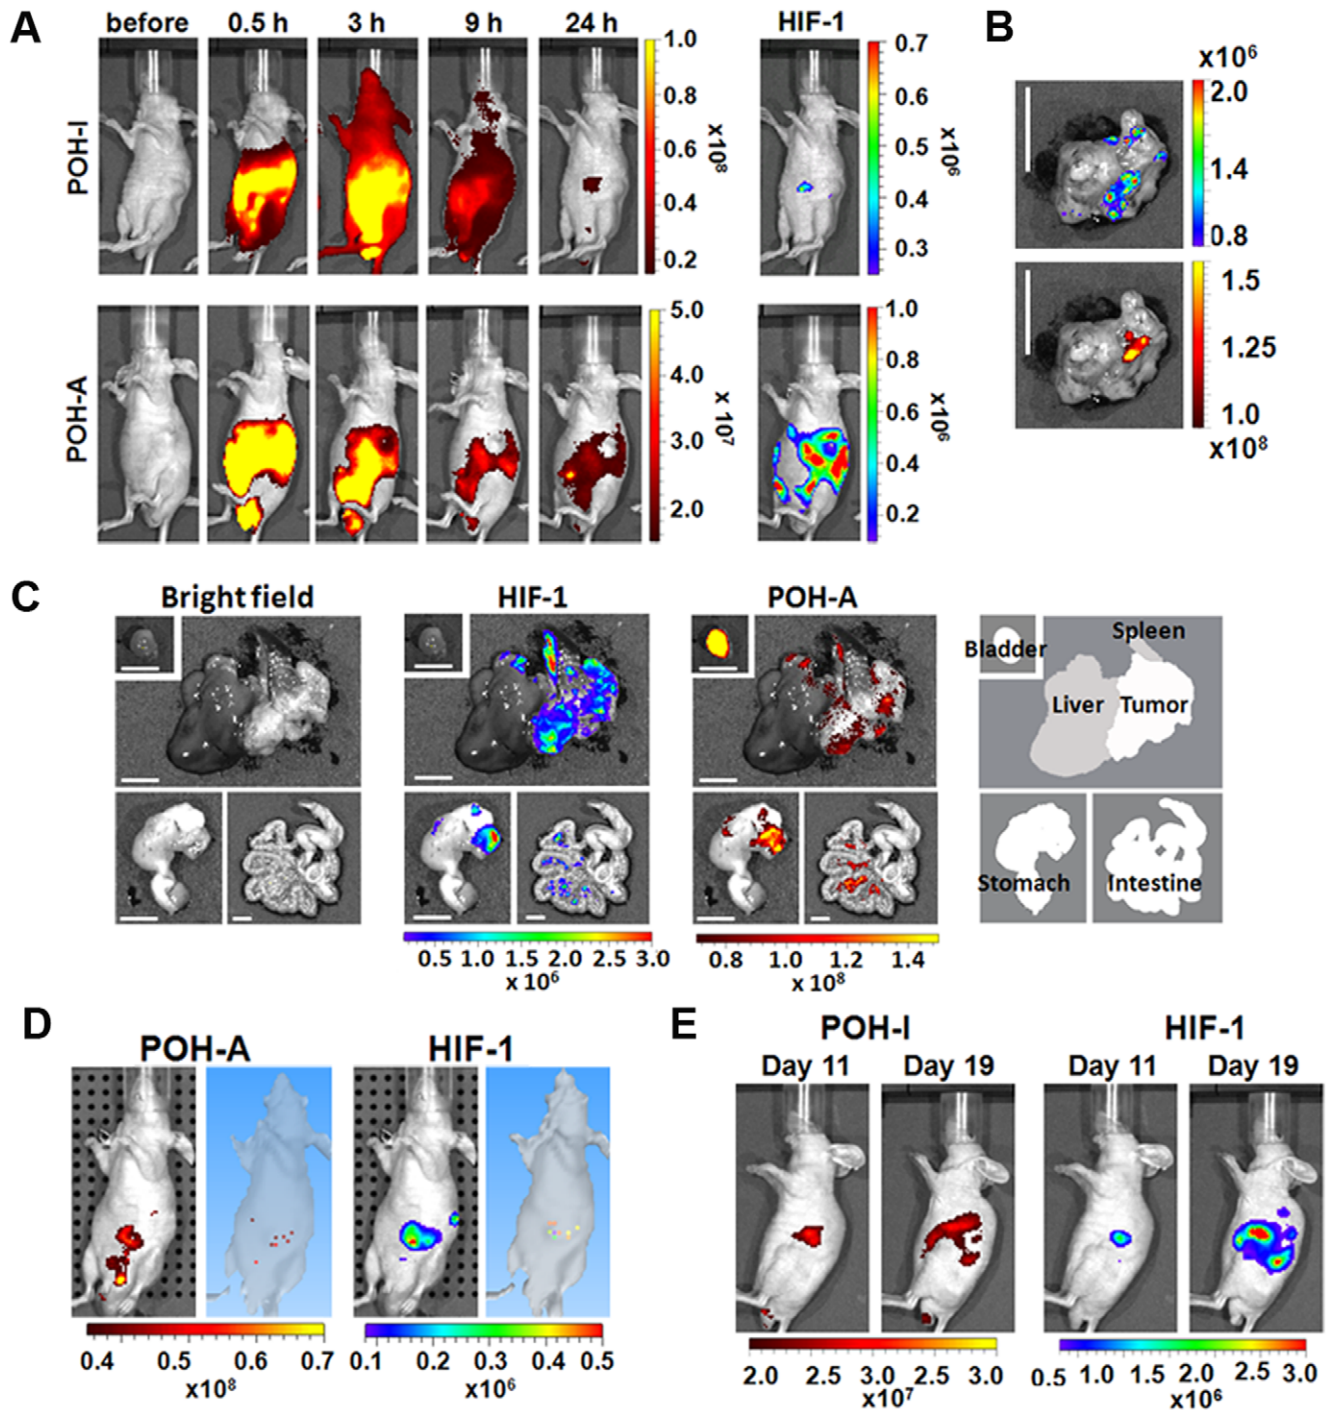 A
before 0.5 h 3 h 9 h 24 h HIF-1
POH-I
1.0
0.8
0.6
0.4
0.2
x10⁸
0.7
0.6
0.5
0.4
0.3
x10⁶
POH-A
5.0
4.0
3.0
2.0
x 10⁷
1.0
0.8
0.6
0.4
0.2
x10⁶
B
x10⁶
2.0
1.4
0.8
1.5
1.25
1.0
x10⁸
C
Bright field HIF-1 POH-A
Bladder
Spleen
Liver Tumor
Stomach Intestine
0.5 1.0 1.5 2.0 2.5 3.0
x 10⁶
0.8 1.0 1.2 1.4
x 10⁸
D
POH-A HIF-1
0.4 0.5 0.6 0.7
x10⁸
0.1 0.2 0.3 0.4 0.5
x10⁶
E
POH-I HIF-1
Day 11 Day 19 Day 11 Day 19
2.0 2.5 2.5 3.0
x10⁷
0.5 1.0 1.5 2.0 2.5 3.0
x10⁶